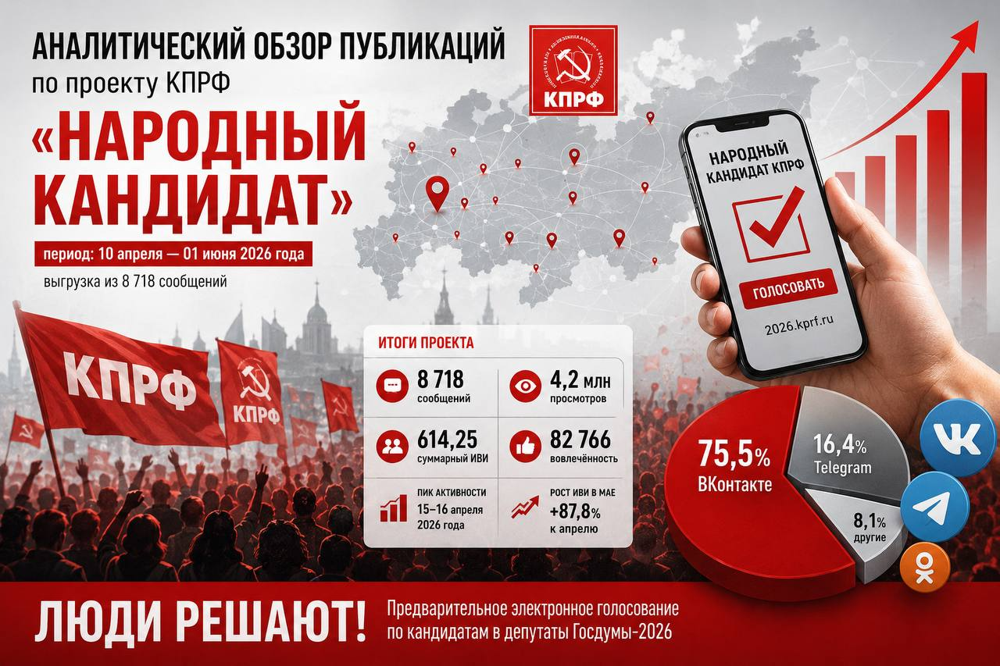 АНАЛИТИЧЕСКИЙ ОБЗОР ПУБЛИКАЦИЙ
по проекту КПРФ
«НАРОДНЫЙ
КАНДИДАТ»
период: 10 апреля — 01 июня 2026 года
выгрузка из 8 718 сообщений
КПРФ
НАРОДНЫЙ
КАНДИДАТ КПРФ
ГОЛОСОВАТЬ
2026.kprf.ru
КПРФ
КПРФ
ИТОГИ ПРОЕКТА
8 718
сообщений
4,2 млн
просмотров
614,25
суммарный ИВИ
82 766
вовлечённость
ПИК АКТИВНОСТИ
15–16 апреля
2026 года
РОСТ ИВИ В МАЕ
+87,8%
к апрелю
75,5%
ВКонтакте
16,4%
Telegram
8,1%
другие
ЛЮДИ РЕШАЮТ!
Предварительное электронное голосование
по кандидатам в депутаты Госдумы-2026